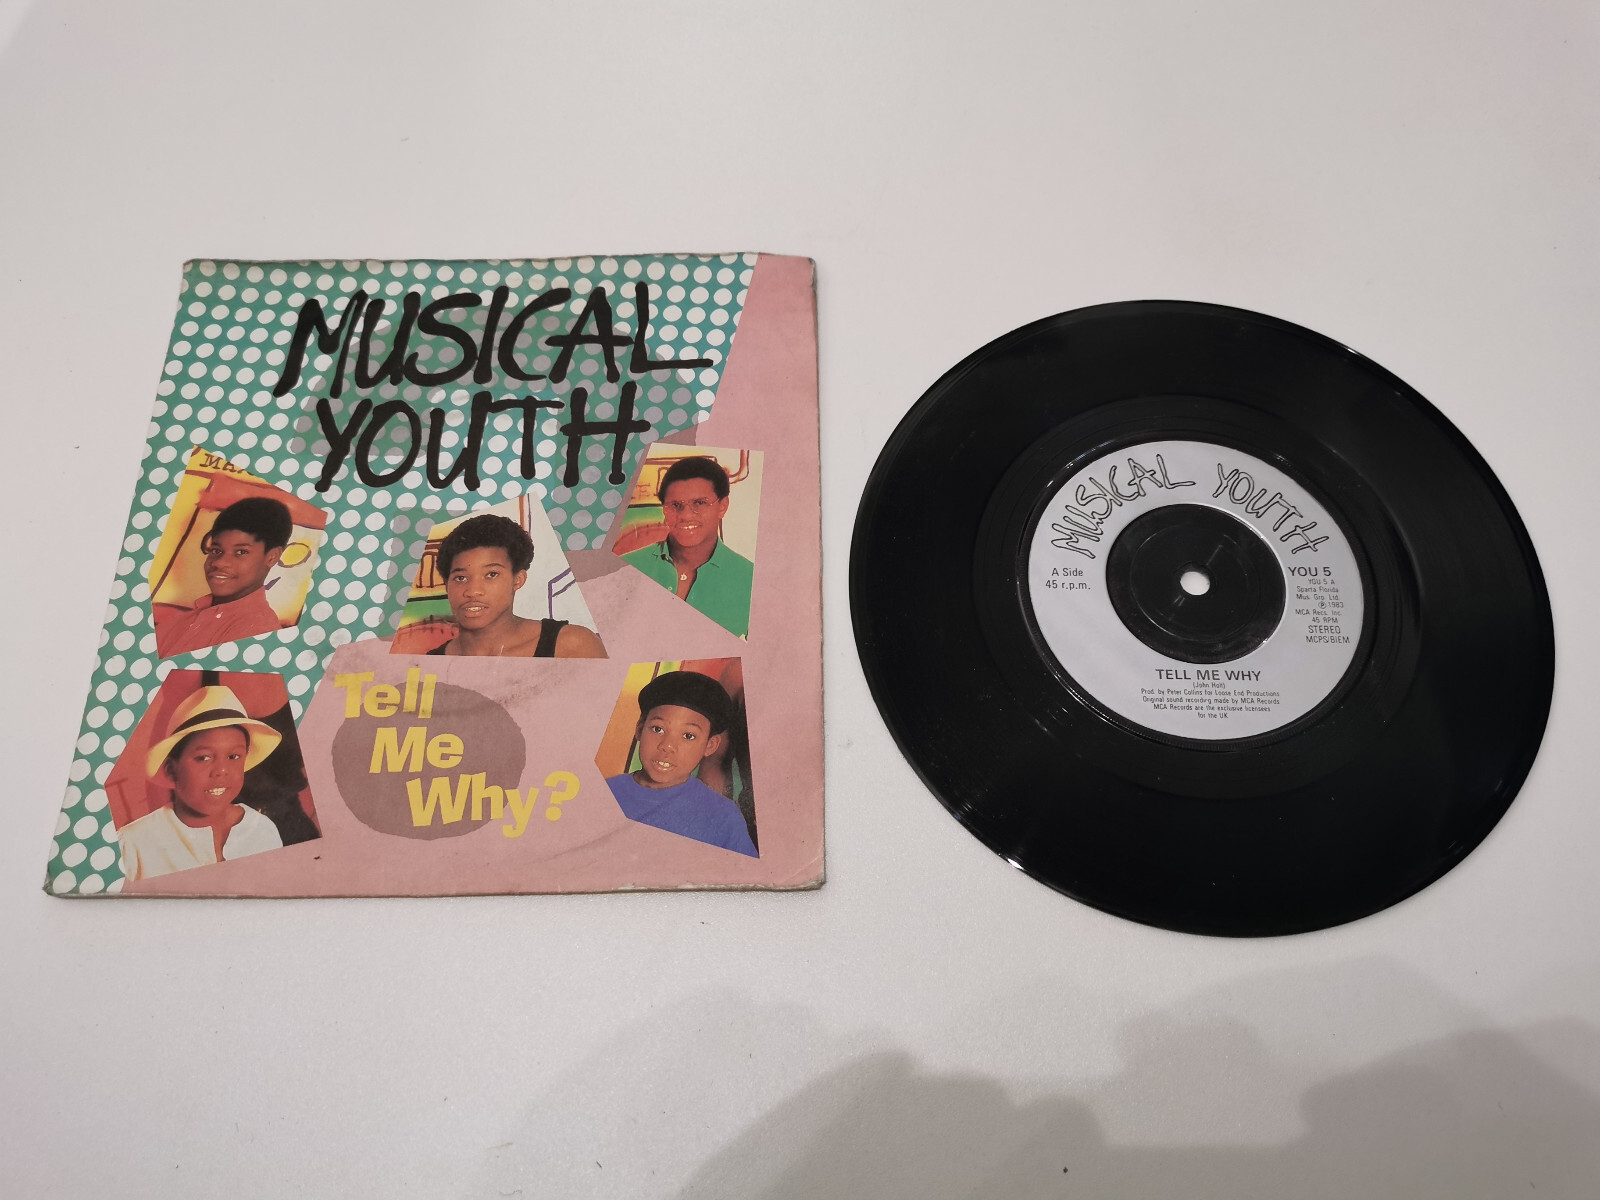 MUSICAL
YOUTH
Tell
Me
Why?
MUSICAL YOUTH
A Side
45 r.p.m.
YOU 5
YOU 5 A
Sparta Florida
Mus. Gro. Ltd.
℗1983
MCA Recs. Inc.
45 RPM.
STEREO
MCPS/BIEM
TELL ME WHY
(John Holt)
Prod. by Peter Collins for Loose End Productions
Original sound recording made by MCA Records
MCA Records are the exclusive licensees
for the UK